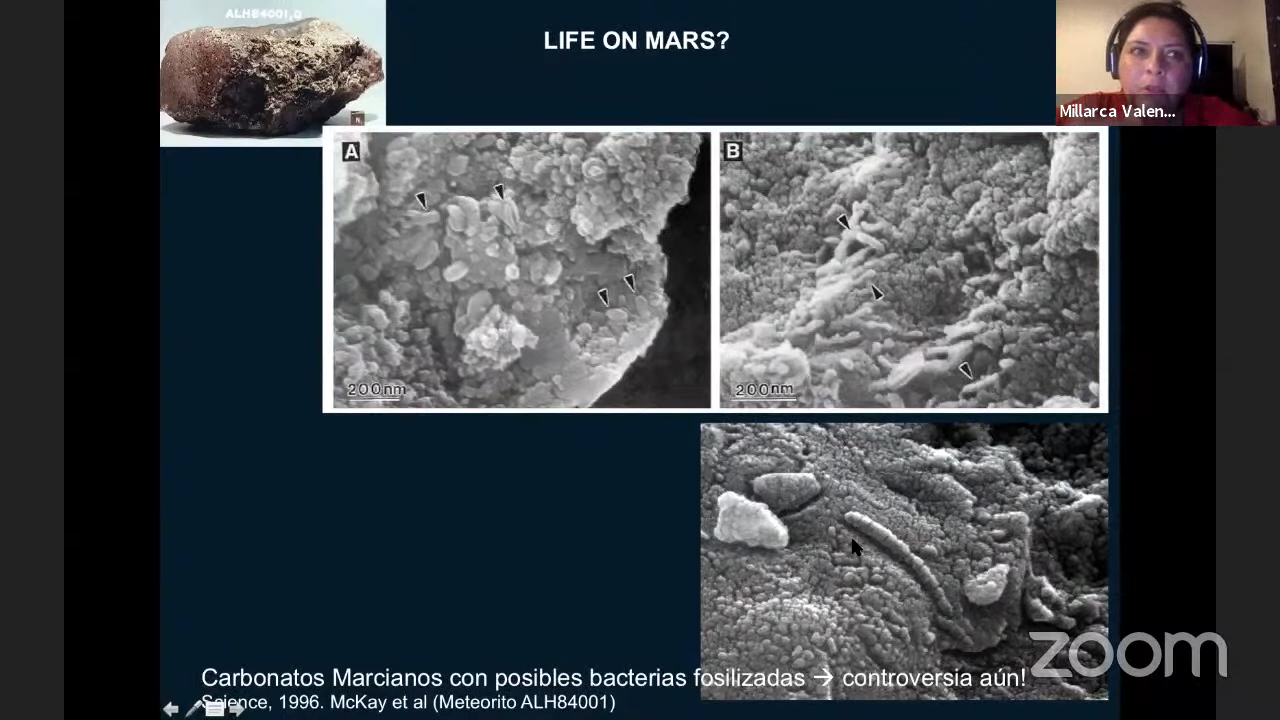 ALH84001,0
LIFE ON MARS?
Millarca Valen...
A
B
200nm
200nm
zoom
Carbonatos Marcianos con posibles bacterias fosilizadas → controversia aún!
Science, 1996. McKay et al (Meteorito ALH84001)